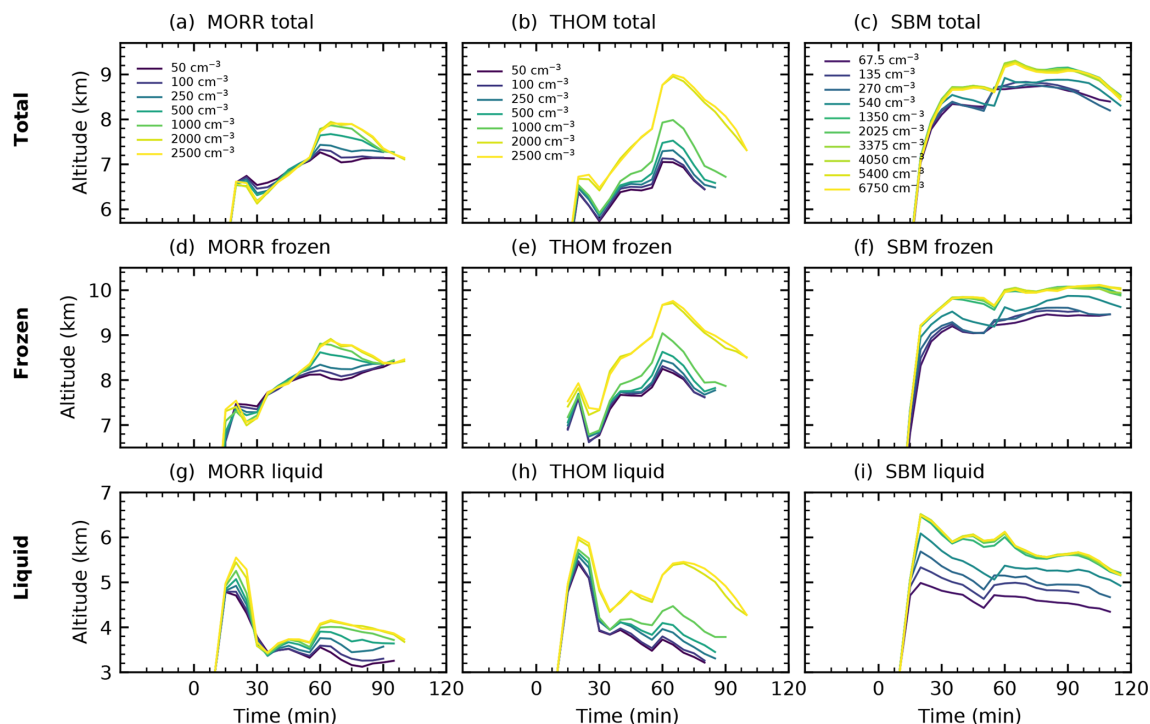 (a) MORR total
(b) THOM total
(c) SBM total
Total
Altitude (km)
9
8
7
6
50 cm⁻³
100 cm⁻³
250 cm⁻³
500 cm⁻³
1000 cm⁻³
2000 cm⁻³
2500 cm⁻³
50 cm⁻³
100 cm⁻³
250 cm⁻³
500 cm⁻³
1000 cm⁻³
2000 cm⁻³
2500 cm⁻³
67.5 cm⁻³
135 cm⁻³
270 cm⁻³
540 cm⁻³
1350 cm⁻³
2025 cm⁻³
3375 cm⁻³
4050 cm⁻³
5400 cm⁻³
6750 cm⁻³
(d) MORR frozen
(e) THOM frozen
(f) SBM frozen
Frozen
Altitude (km)
10
9
8
7
(g) MORR liquid
(h) THOM liquid
(i) SBM liquid
Liquid
Altitude (km)
7
6
5
4
3
0 30 60 90 120
0 30 60 90 120
0 30 60 90 120
Time (min)
Time (min)
Time (min)